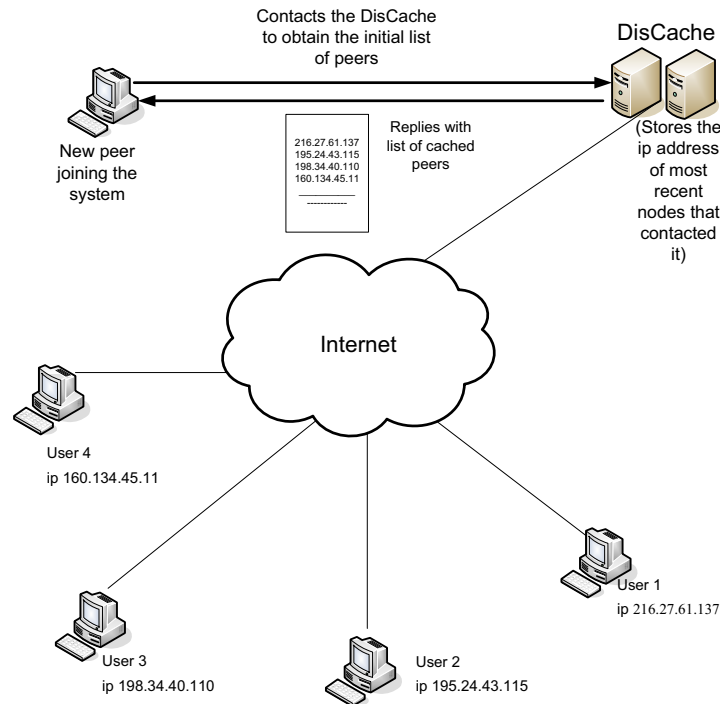 Contacts the DisCache
to obtain the initial list
of peers
DisCache
New peer
joining the
system
216.27.61.137
195.24.43.115
198.34.40.110
160.134.45.11
------------
Replies with
list of cached
peers
(Stores the
ip address
of most
recent
nodes that
contacted
it)
Internet
User 4
ip 160.134.45.11
User 1
ip 216.27.61.137
User 3
ip 198.34.40.110
User 2
ip 195.24.43.115